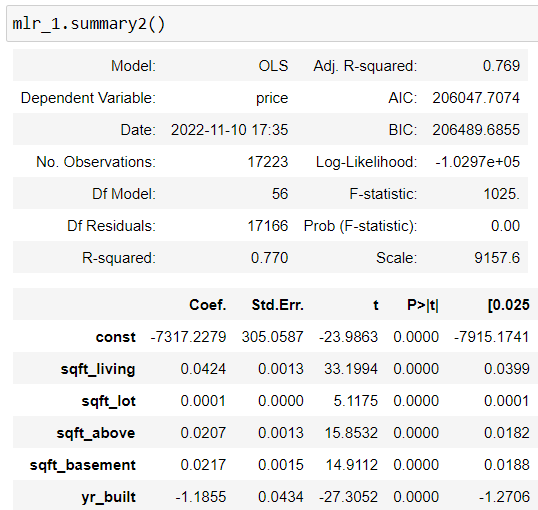 mlr_1.summary2()
Model: OLS Adj. R-squared: 0.769
Dependent Variable: price AIC: 206047.7074
Date: 2022-11-10 17:35 BIC: 206489.6855
No. Observations: 17223 Log-Likelihood: -1.0297e+05
Df Model: 56 F-statistic: 1025.
Df Residuals: 17166 Prob (F-statistic): 0.00
R-squared: 0.770 Scale: 9157.6
Coef. Std.Err. t P>|t| [0.025
const -7317.2279 305.0587 -23.9863 0.0000 -7915.1741
sqft_living 0.0424 0.0013 33.1994 0.0000 0.0399
sqft_lot 0.0001 0.0000 5.1175 0.0000 0.0001
sqft_above 0.0207 0.0013 15.8532 0.0000 0.0182
sqft_basement 0.0217 0.0015 14.9112 0.0000 0.0188
yr_built -1.1855 0.0434 -27.3052 0.0000 -1.2706